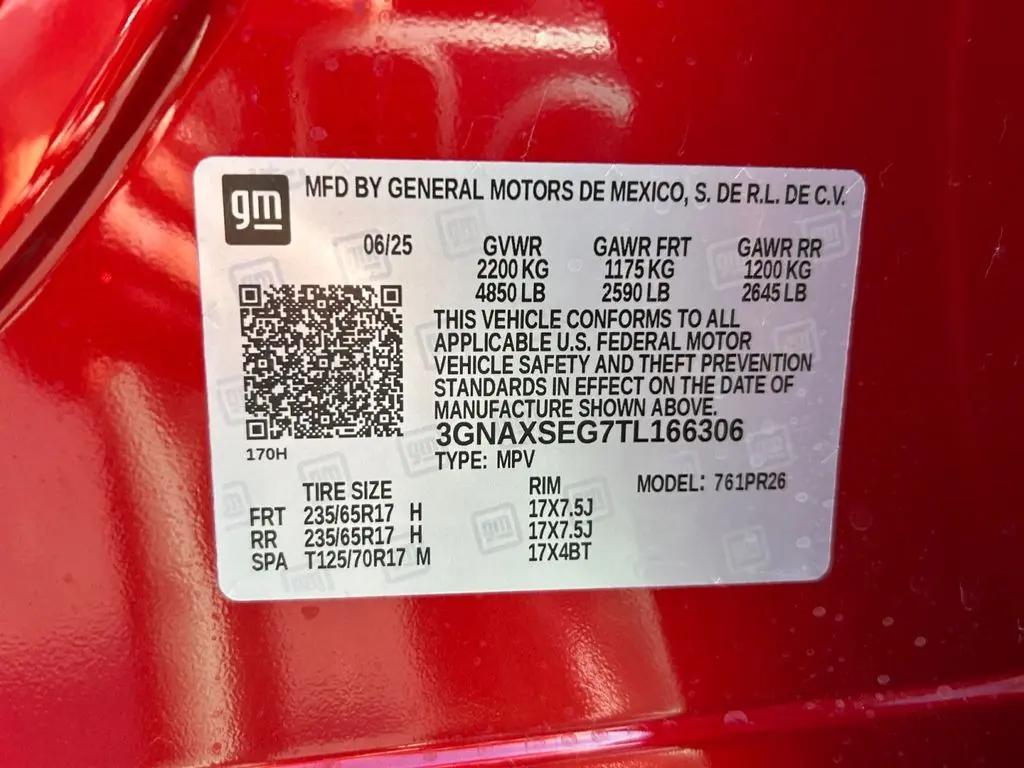 gm MFD BY GENERAL MOTORS DE MEXICO, S. DE R.L. DE C.V.
06/25 GVWR GAWR FRT GAWR RR
2200 KG 1175 KG 1200 KG
4850 LB 2590 LB 2645 LB
THIS VEHICLE CONFORMS TO ALL
APPLICABLE U.S. FEDERAL MOTOR
VEHICLE SAFETY AND THEFT PREVENTION
STANDARDS IN EFFECT ON THE DATE OF
MANUFACTURE SHOWN ABOVE.
3GNAXSEG7TL166306
170H
TYPE: MPV
TIRE SIZE RIM MODEL: 761PR26
FRT 235/65R17 H 17X7.5J
RR 235/65R17 H 17X7.5J
SPA T125/70R17 M 17X4BT